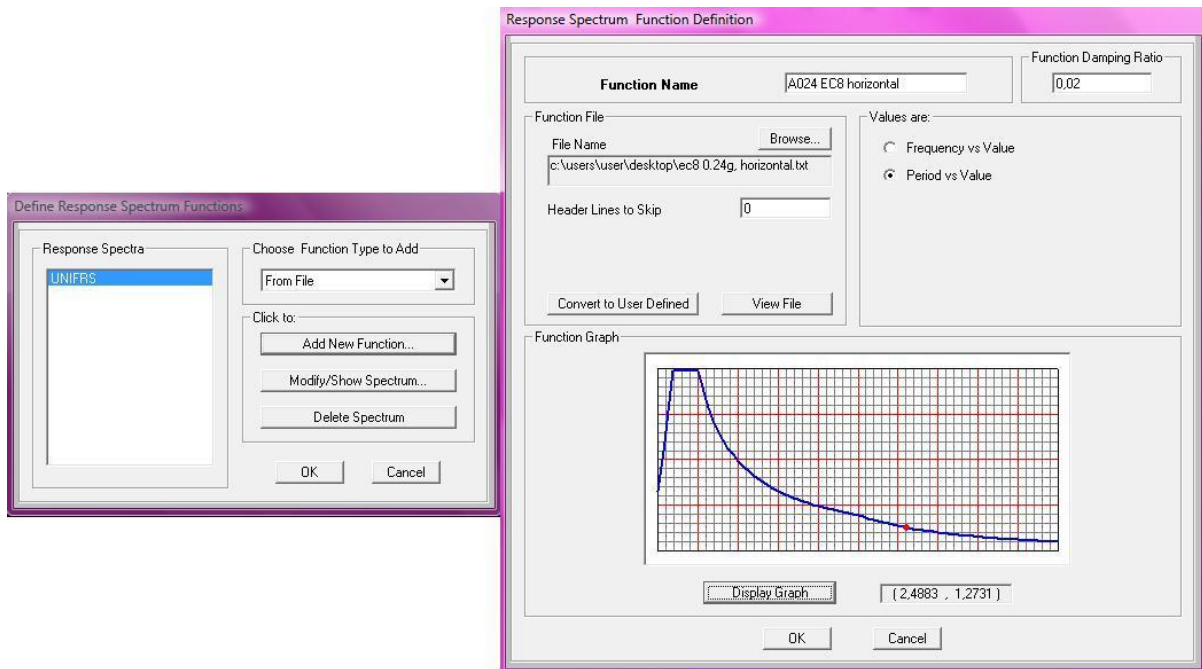 Define Response Spectrum Functions
Response Spectra
UNIFRS
Choose Function Type to Add
From File
Click to:
Add New Function...
Modify/Show Spectrum...
Delete Spectrum
OK
Cancel
Response Spectrum Function Definition
Function Name
A024 EC8 horizontal
Function Damping Ratio
0,02
Function File
File Name
Browse...
c:\users\user\desktop\ec8 0.24g, horizontal.txt
Header Lines to Skip
0
Convert to User Defined
View File
Values are:
Frequency vs Value
Period vs Value
Function Graph
Display Graph
( 2,4883 , 1,2731 )
OK
Cancel